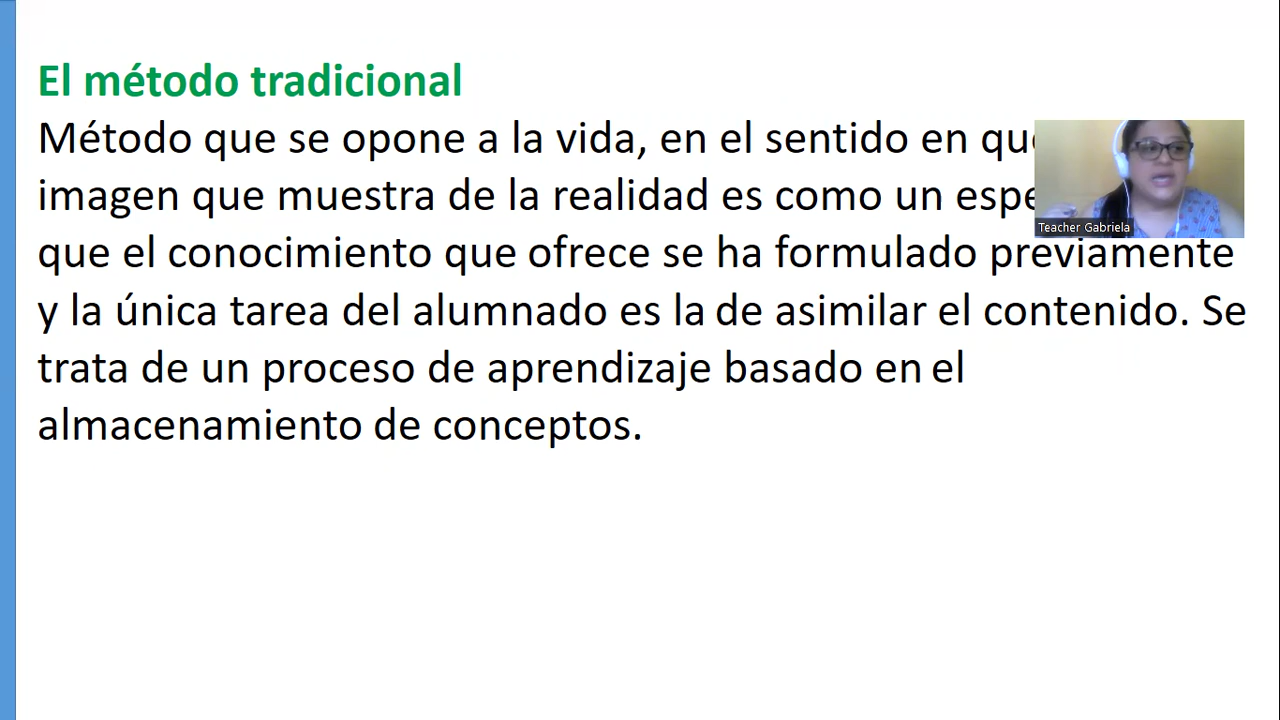 El método tradicional
Método que se opone a la vida, en el sentido en
imagen que muestra de la realidad es como un
Teacher Gabriela
que el conocimiento que ofrece se ha formulado previamente
y la única tarea del alumnado es la de asimilar el contenido. Se
trata de un proceso de aprendizaje basado en el
almacenamiento de conceptos.